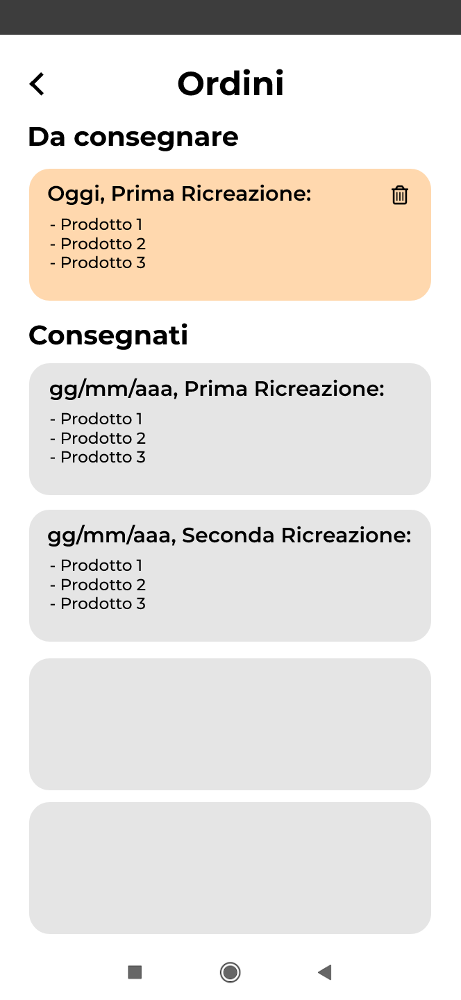 Ordini
Da consegnare
Oggi, Prima Ricreazione:
- Prodotto 1
- Prodotto 2
- Prodotto 3
Consegnati
gg/mm/aaa, Prima Ricreazione:
- Prodotto 1
- Prodotto 2
- Prodotto 3
gg/mm/aaa, Seconda Ricreazione:
- Prodotto 1
- Prodotto 2
- Prodotto 3